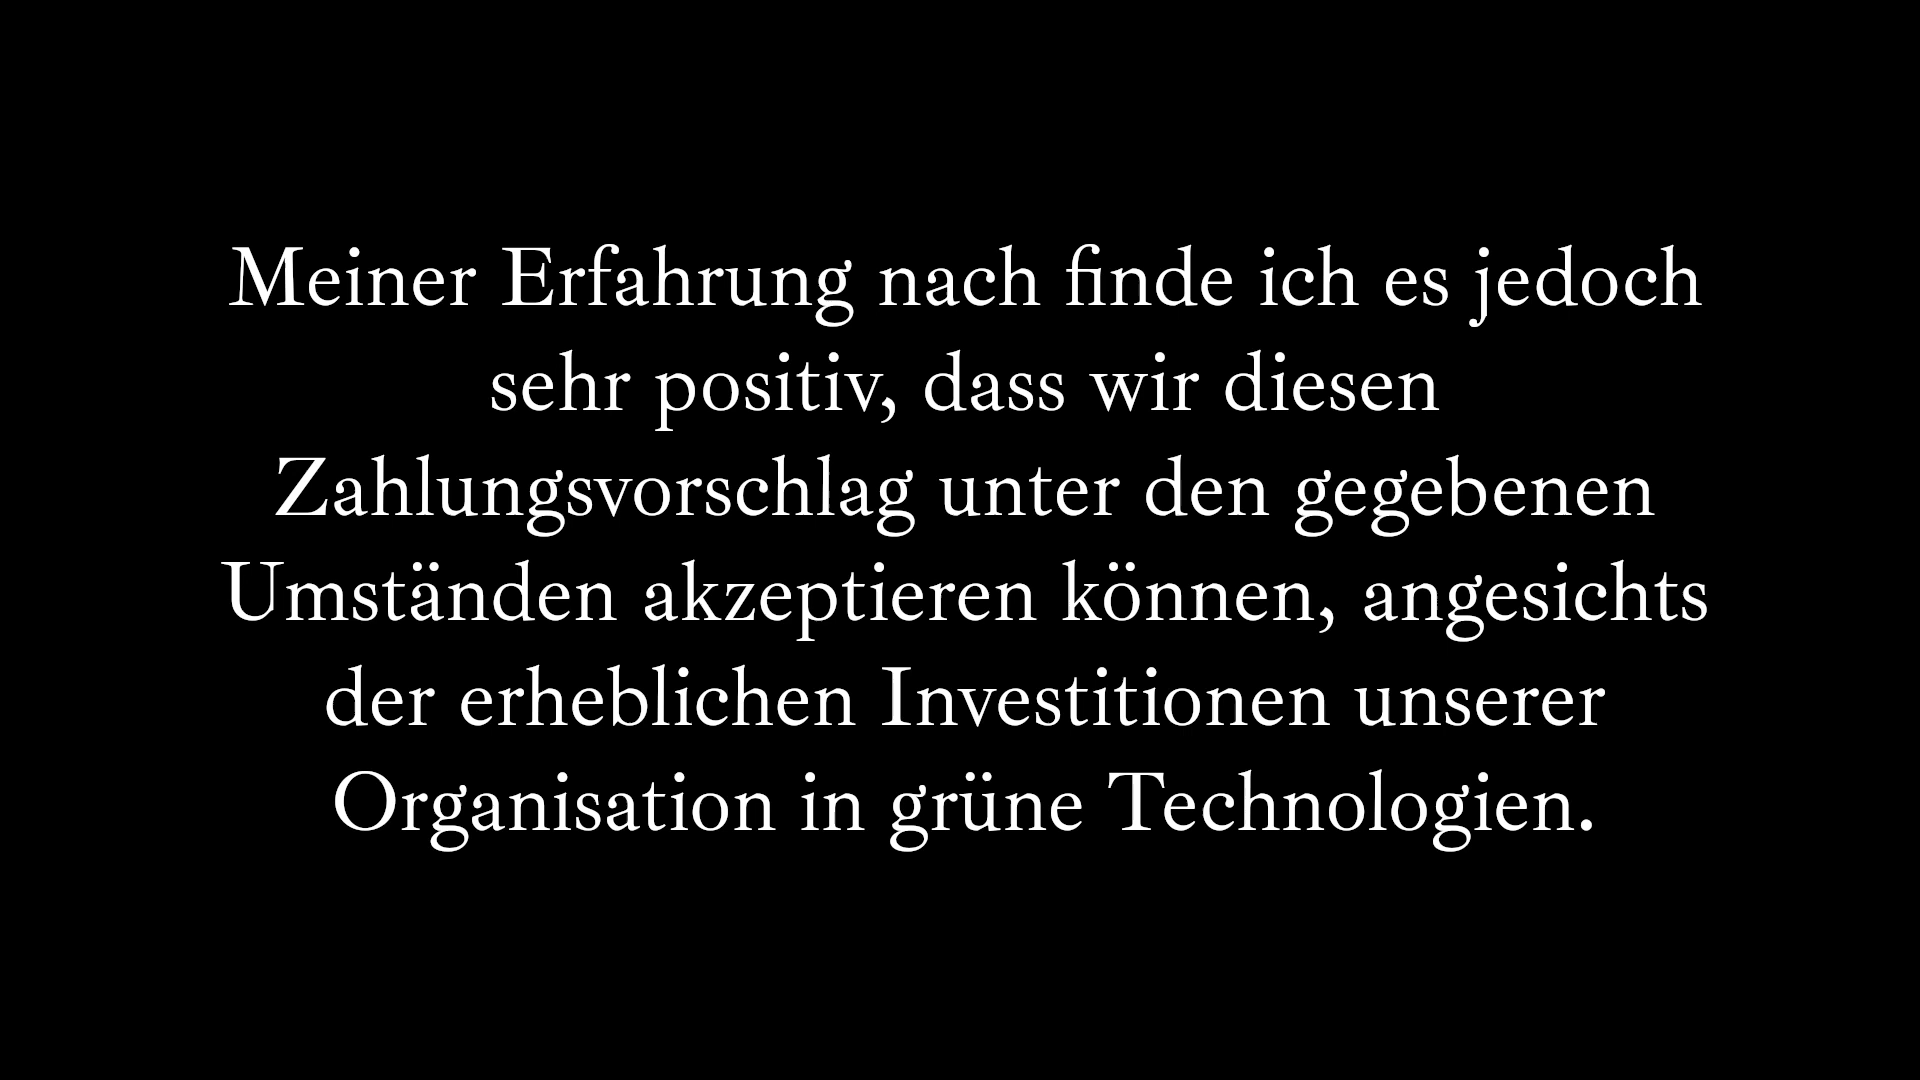 Meiner Erfahrung nach finde ich es jedoch
sehr positiv, dass wir diesen
Zahlungsvorschlag unter den gegebenen
Umständen akzeptieren können, angesichts
der erheblichen Investitionen unserer
Organisation in grüne Technologien.